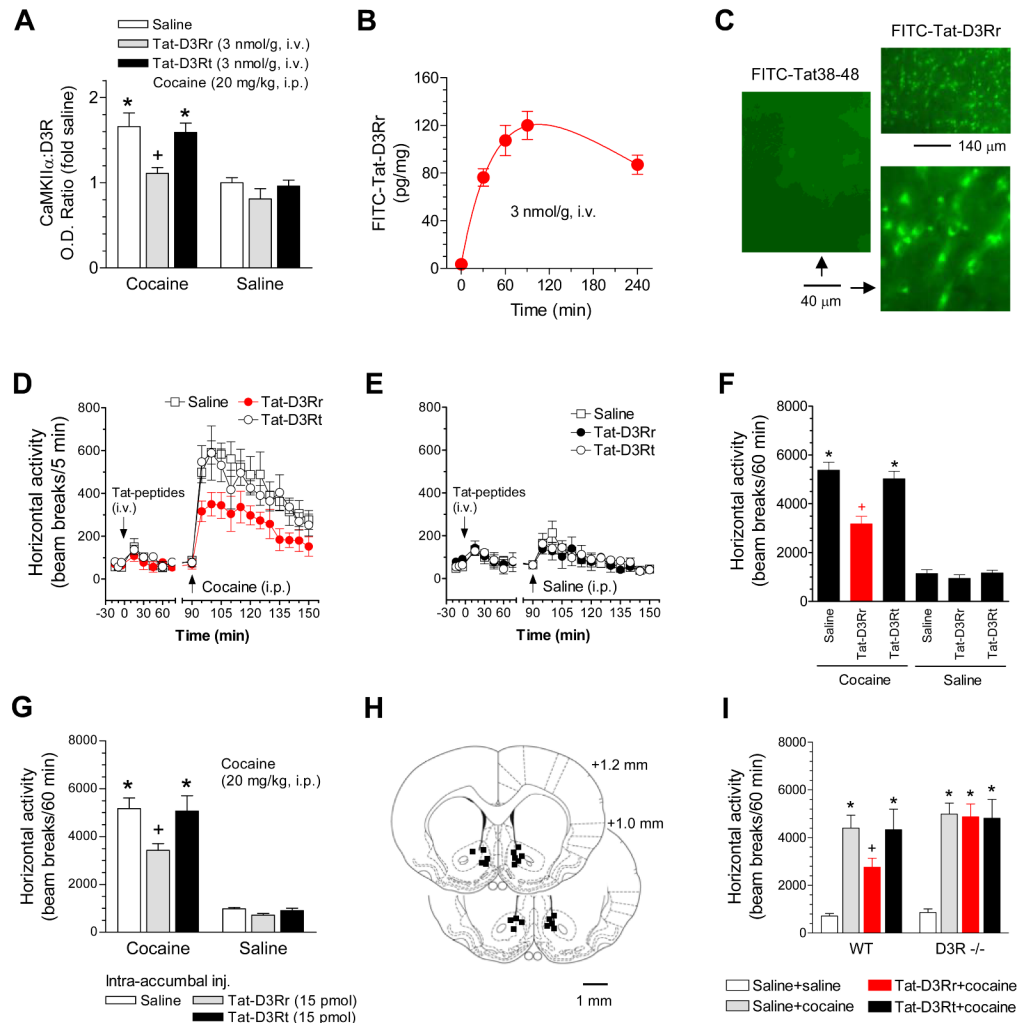 A
Saline
Tat-D3Rr (3 nmol/g, i.v.)
Tat-D3Rt (3 nmol/g, i.v.)
Cocaine (20 mg/kg, i.p.)
CaMKIIα:D3R
O.D. Ratio (fold saline)
2
1
0
*
+
*
Cocaine
Saline
B
FITC-Tat-D3Rr
(pg/mg)
160
120
80
40
0
3 nmol/g, i.v.
0 60 120 180 240
Time (min)
C
FITC-Tat38-48
FITC-Tat-D3Rr
140 μm
40 μm
D
Horizontal activity
(beam breaks/5 min)
800
600
400
200
0
Saline
Tat-D3Rr
Tat-D3Rt
Tat-peptides
(i.v.)
Cocaine (i.p.)
-30 0 30 60 90 105 120 135 150
Time (min)
E
800
600
400
200
0
Saline
Tat-D3Rr
Tat-D3Rt
Tat-peptides
(i.v.)
Saline (i.p.)
-30 0 30 60 90 105 120 135 150
Time (min)
F
Horizontal activity
(beam breaks/60 min)
8000
6000
4000
2000
0
*
+
*
Saline
Tat-D3Rr
Tat-D3Rt
Saline
Tat-D3Rr
Tat-D3Rt
Cocaine
Saline
G
Horizontal activity
(beam breaks/60 min)
8000
6000
4000
2000
0
Cocaine
(20 mg/kg, i.p.)
*
+
*
Cocaine
Saline
Intra-accumbal inj.
Saline
Tat-D3Rr (15 pmol)
Tat-D3Rt (15 pmol)
H
+1.2 mm
+1.0 mm
1 mm
I
Horizontal activity
(beam breaks/60 min)
8000
6000
4000
2000
0
*
+
*
* * *
WT
D3R -/-
Saline+saline
Saline+cocaine
Tat-D3Rr+cocaine
Tat-D3Rt+cocaine